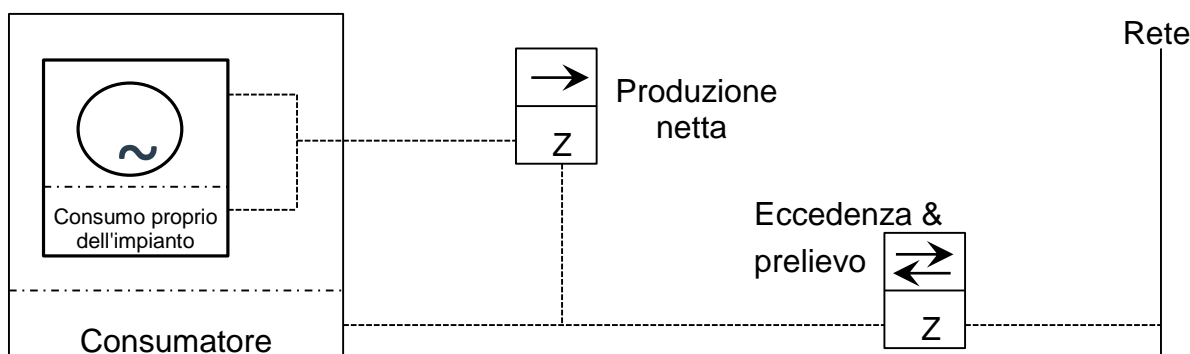 Rete
Produzione
netta
Z
Consumo proprio
dell'impianto
Eccedenza &
prelievo
Z
Consumatore